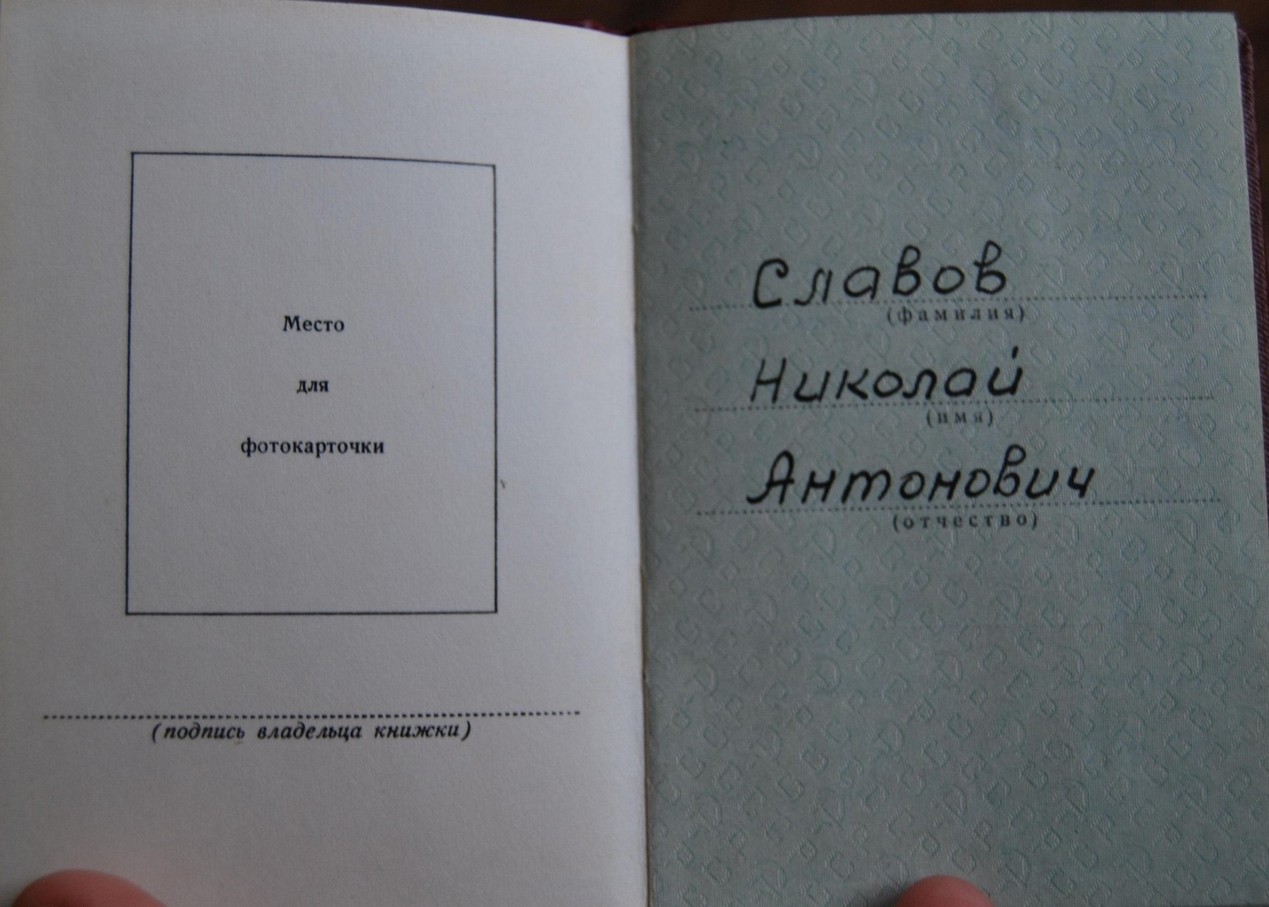 Место
для
фотокарточки
(подпись владельца книжки)
Славов
(фамилия)
Николай
(имя)
Антонович
(отчество)